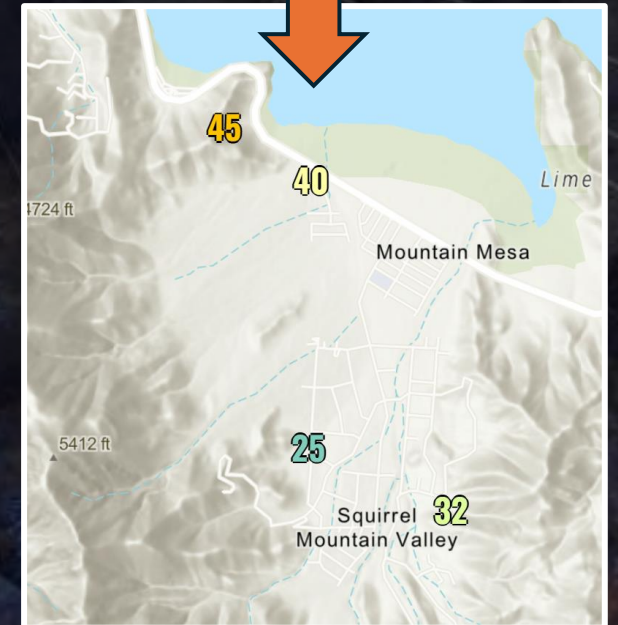 45
40
Lime
4724 ft
Mountain Mesa
5412 ft
25
32
Squirrel
Mountain Valley